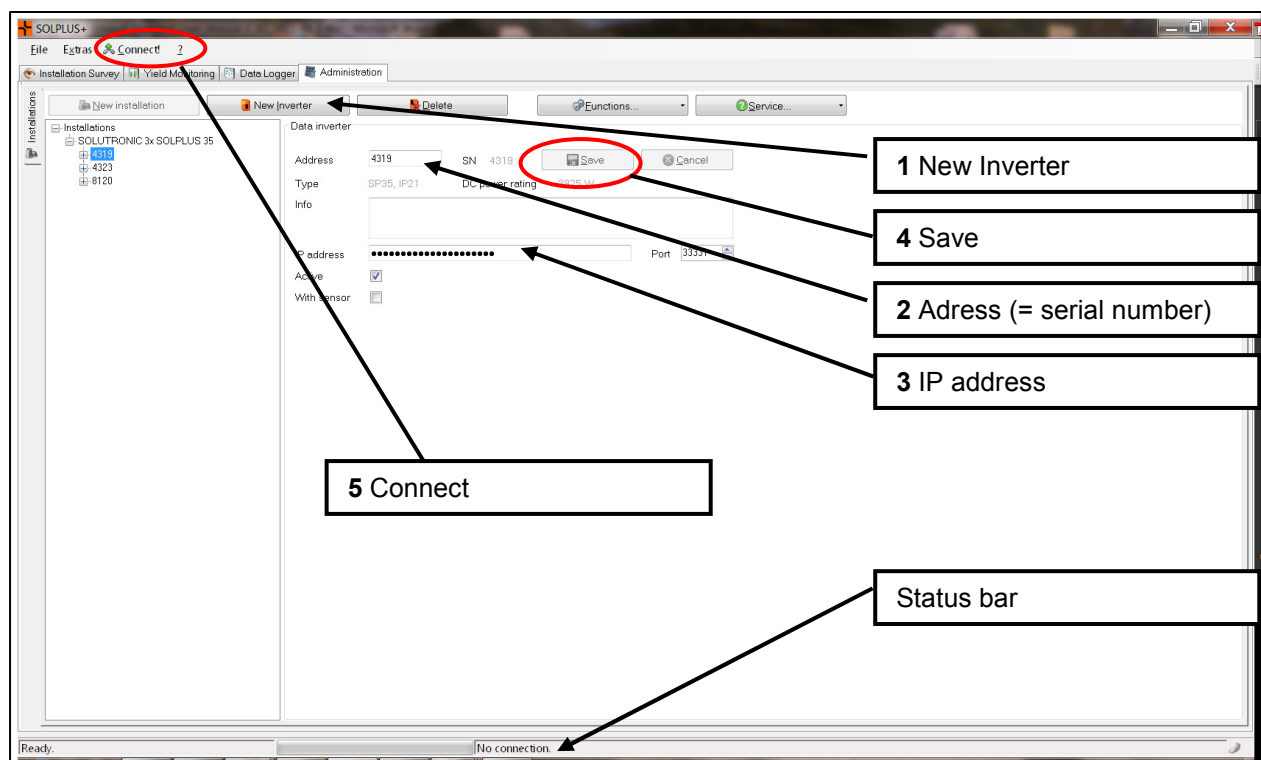 SOLPLUS+
File Extras Connect! ?
Installation Survey Yield Monitoring Data Logger Administration
Installations
New installation New Inverter Delete Functions... Service...
Installations
SOLUTRONIC 3x SOLPLUS 35
4319
4323
8120
Data inverter
Address 4319 SN 4319 Save Cancel
Type SP35, IP21 DC power rating 3825 W
Info
IP address ••••••••••••••••••••• Port 33331
Active
With sensor
1 New Inverter
4 Save
2 Adress (= serial number)
3 IP address
5 Connect
Status bar
Ready. No connection.